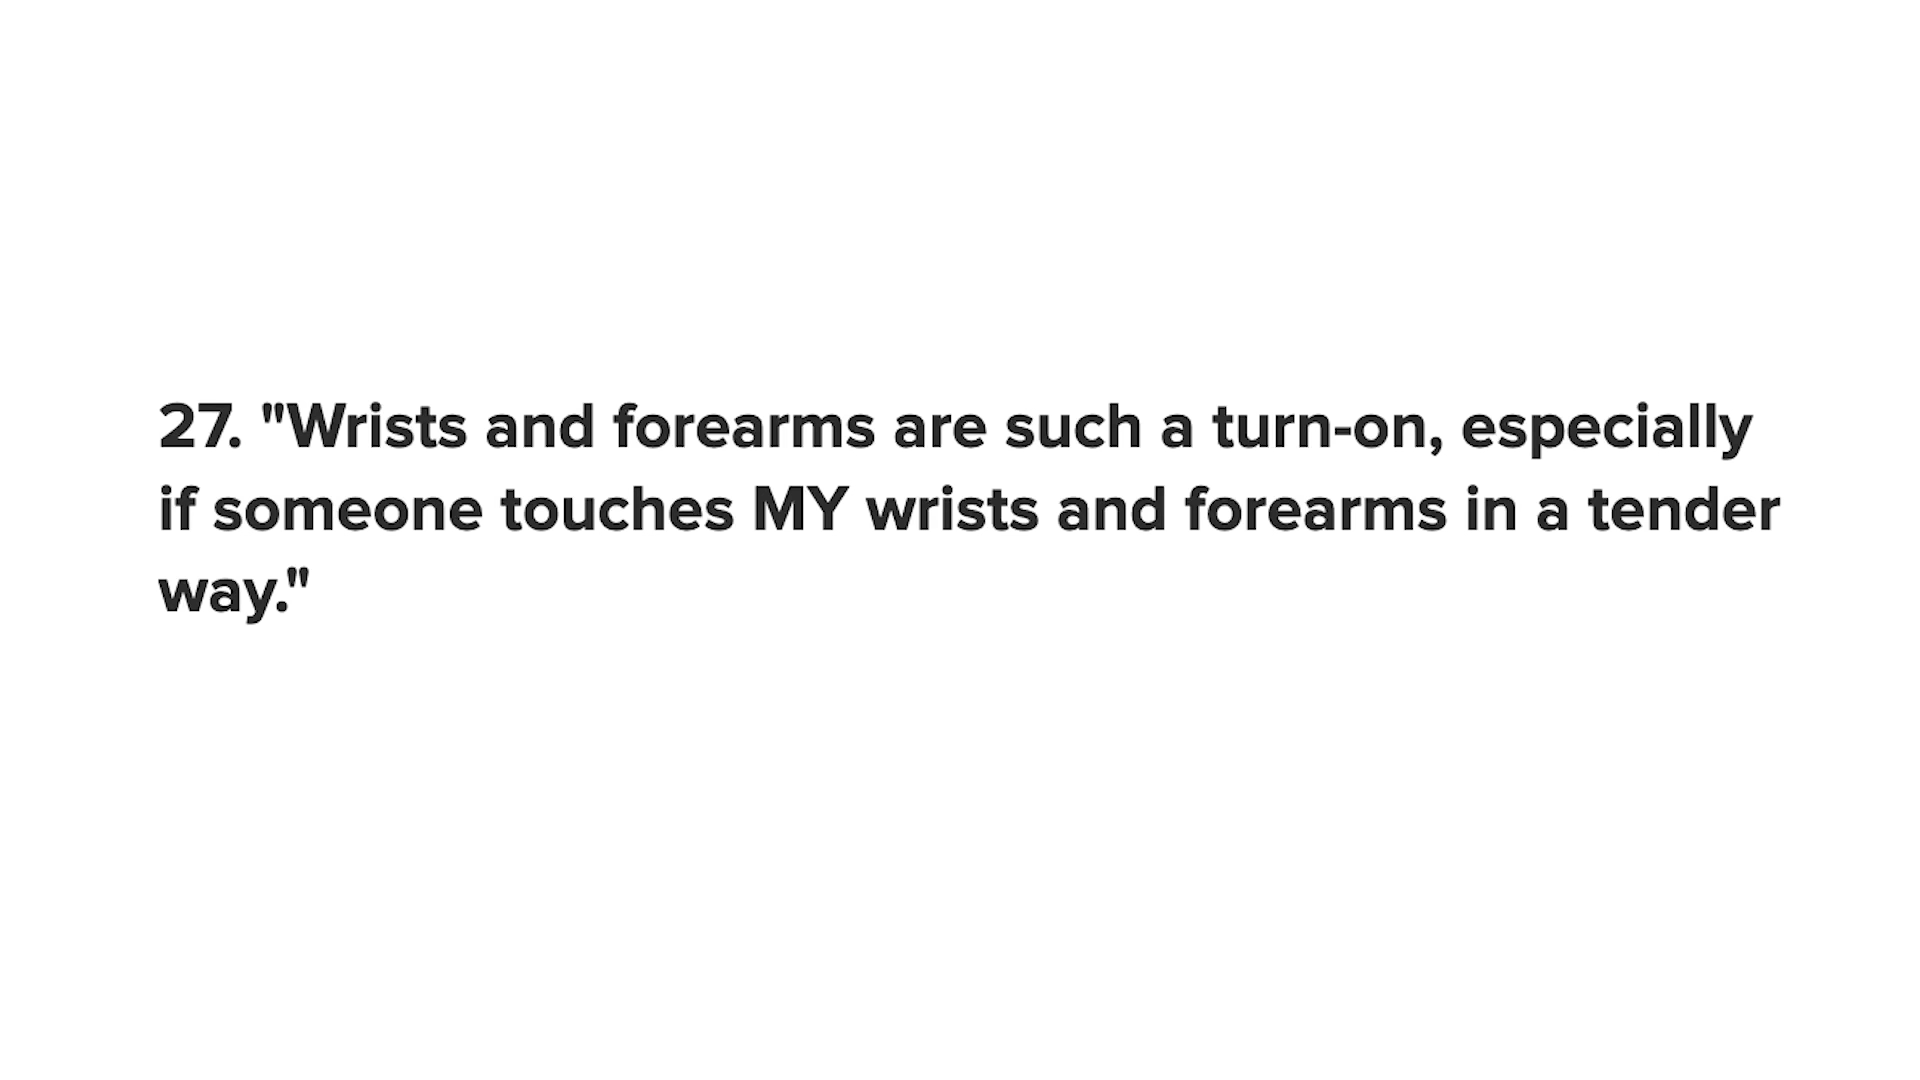 27. "Wrists and forearms are such a turn-on, especially
if someone touches MY wrists and forearms in a tender
way."